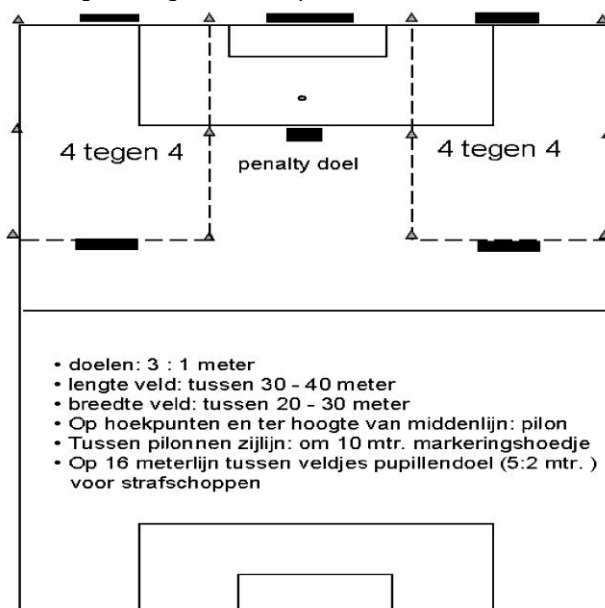 4 tegen 4
4 tegen 4
penalty doel
• doelen: 3 : 1 meter
• lengte veld: tussen 30 - 40 meter
• breedte veld: tussen 20 - 30 meter
• Op hoekpunten en ter hoogte van middenlijn: pilon
• Tussen pilonnen zijlijn: om 10 mtr. markeringshoedje
• Op 16 meterlijn tussen veldjes pupillendoel (5:2 mtr. )
voor strafschoppen